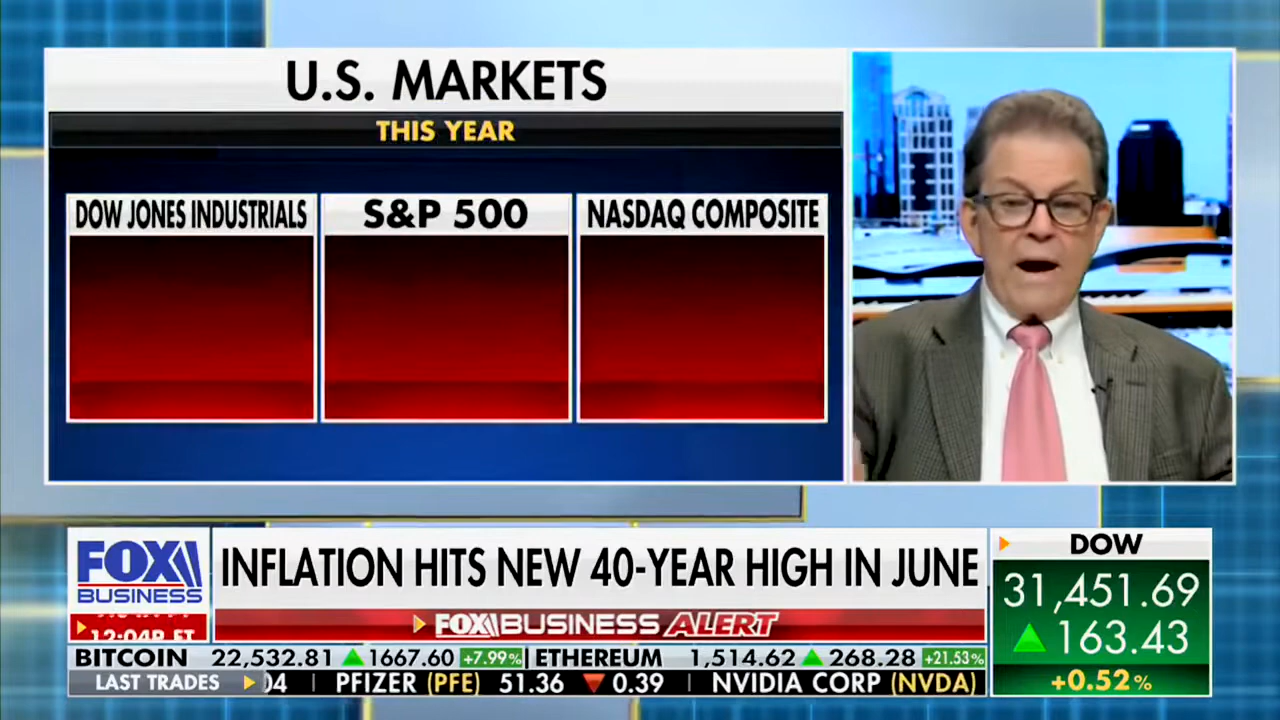 U.S. MARKETS
THIS YEAR
DOW JONES INDUSTRIALS
S&P 500
NASDAQ COMPOSITE
FOX
BUSINESS
INFLATION HITS NEW 40-YEAR HIGH IN JUNE
FOX BUSINESS ALERT
DOW
31,451.69
163.43
+0.52%
BITCOIN 22,532.81 1667.60 +7.99% ETHEREUM 1,514.62 268.28 +21.53%
LAST TRADES 04 | PFIZER (PFE) 51.36 0.39 | NVIDIA CORP (NVDA)